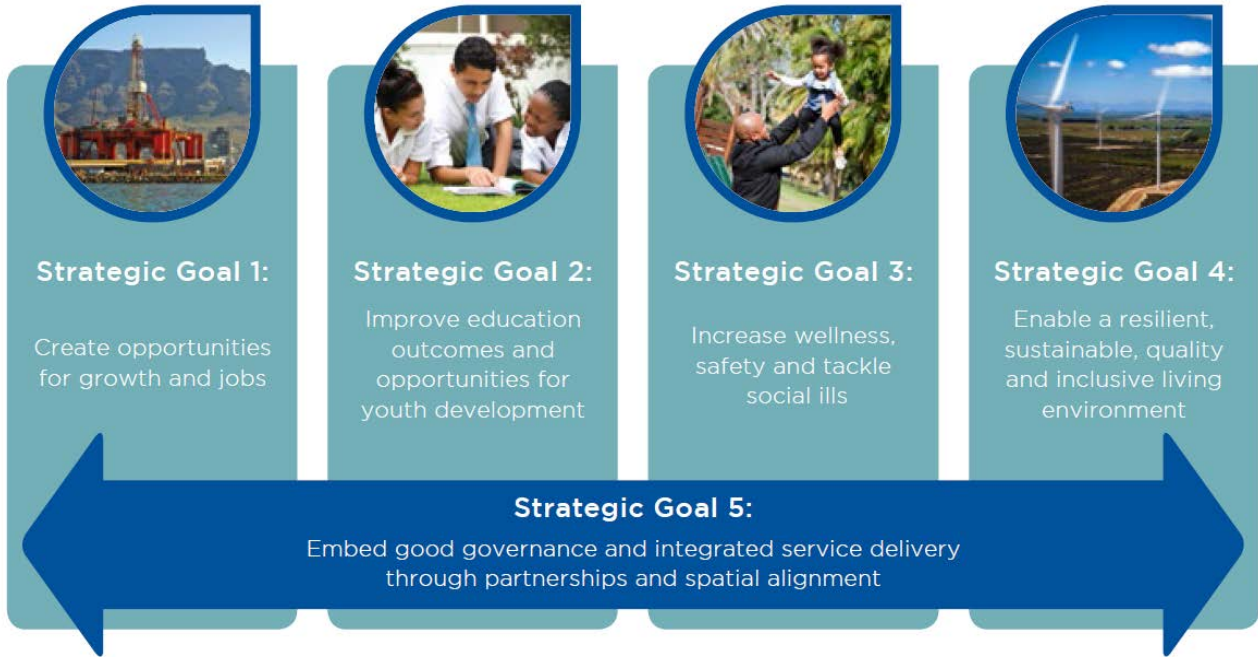 Strategic Goal 1:
Create opportunities
for growth and jobs
Strategic Goal 2:
Improve education
outcomes and
opportunities for
youth development
Strategic Goal 3:
Increase wellness,
safety and tackle
social ills
Strategic Goal 4:
Enable a resilient,
sustainable, quality
and inclusive living
environment
Strategic Goal 5:
Embed good governance and integrated service delivery
through partnerships and spatial alignment